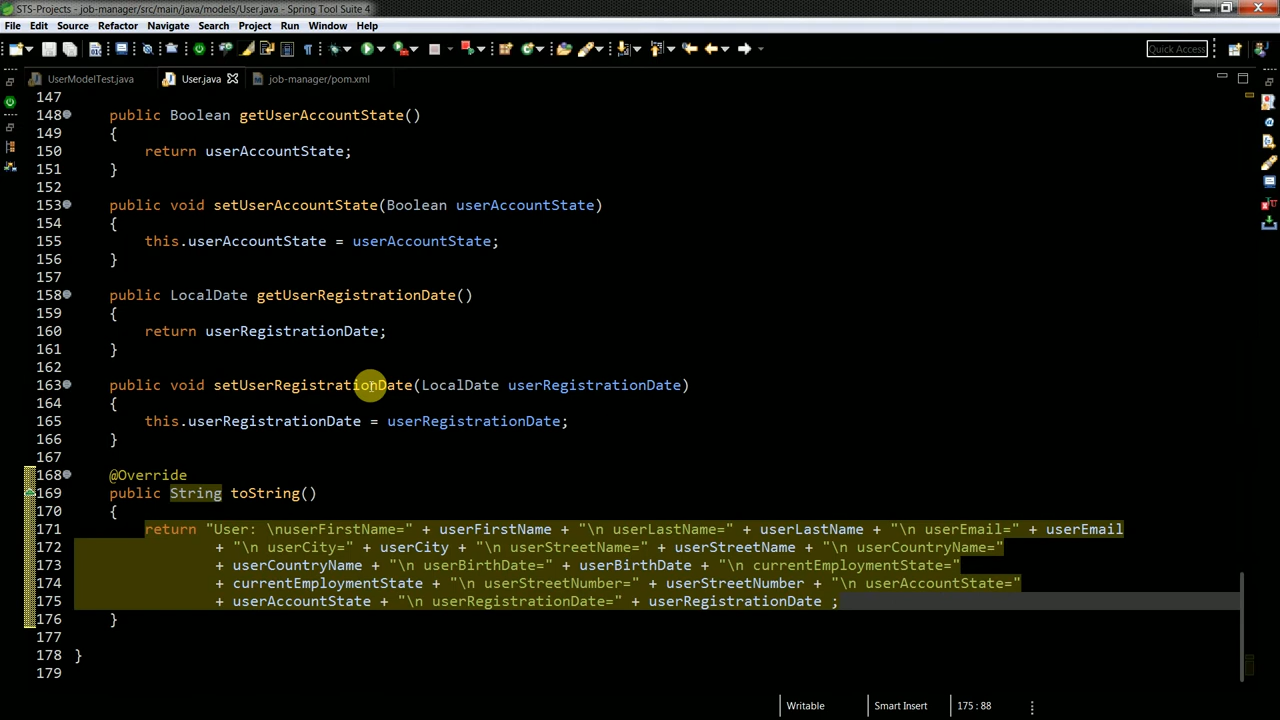 STS-Projects - job-manager/src/main/java/models/User.java - Spring Tool Suite 4
File Edit Source Refactor Navigate Search Project Run Window Help
Quick Access
UserModelTest.java User.java job-manager/pom.xml
147
148 public Boolean getUserAccountState()
149 {
150 return userAccountState;
151 }
152
153 public void setUserAccountState(Boolean userAccountState)
154 {
155 this.userAccountState = userAccountState;
156 }
157
158 public LocalDate getUserRegistrationDate()
159 {
160 return userRegistrationDate;
161 }
162
163 public void setUserRegistrationDate(LocalDate userRegistrationDate)
164 {
165 this.userRegistrationDate = userRegistrationDate;
166 }
167
168 @Override
169 public String toString()
170 {
171 return "User: \nuserFirstName=" + userFirstName + "\n userLastName=" + userLastName + "\n userEmail=" + userEmail
172 + "\n userCity=" + userCity + "\n userStreetName=" + userStreetName + "\n userCountryName="
173 + userCountryName + "\n userBirthDate=" + userBirthDate + "\n currentEmploymentState="
174 + currentEmploymentState + "\n userStreetNumber=" + userStreetNumber + "\n userAccountState="
175 + userAccountState + "\n userRegistrationDate=" + userRegistrationDate ;
176 }
177
178 }
179
Writable Smart Insert 175 : 88